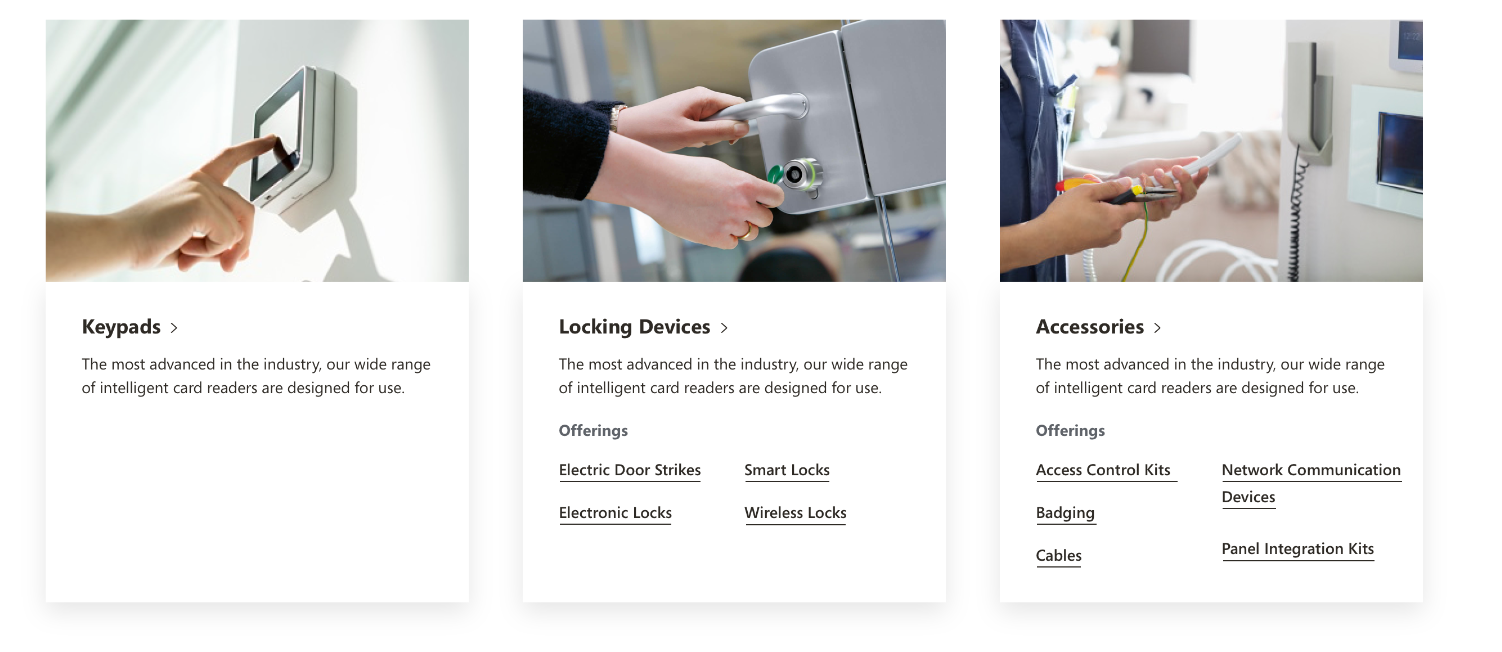 Keypads
The most advanced in the industry, our wide range
of intelligent card readers are designed for use.
Locking Devices
The most advanced in the industry, our wide range
of intelligent card readers are designed for use.
Offerings
Electric Door Strikes
Smart Locks
Electronic Locks
Wireless Locks
Accessories
The most advanced in the industry, our wide range
of intelligent card readers are designed for use.
Offerings
Access Control Kits
Badging
Cables
Network Communication
Devices
Panel Integration Kits